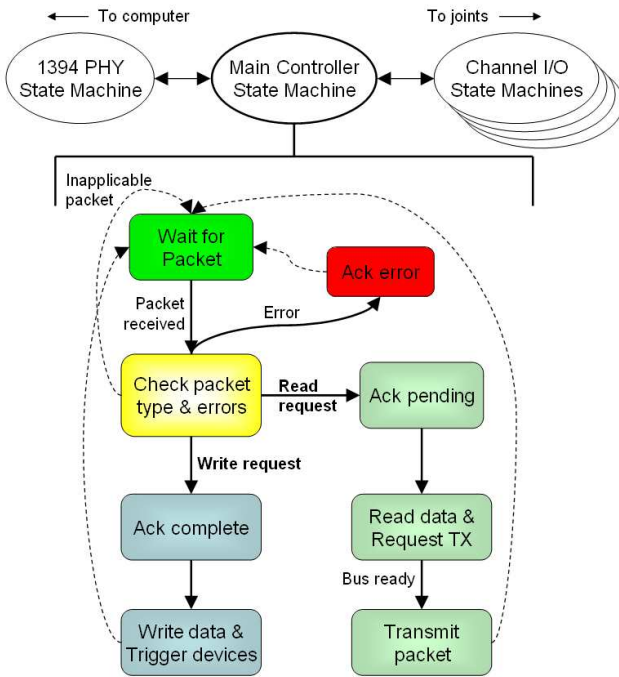 To computer
To joints
1394 PHY
State Machine
Main Controller
State Machine
Channel I/O
State Machines
Inapplicable
packet
Wait for
Packet
Ack error
Packet
received
Error
Check packet
type & errors
Read
request
Ack pending
Write request
Ack complete
Read data &
Request TX
Bus ready
Write data &
Trigger devices
Transmit
packet